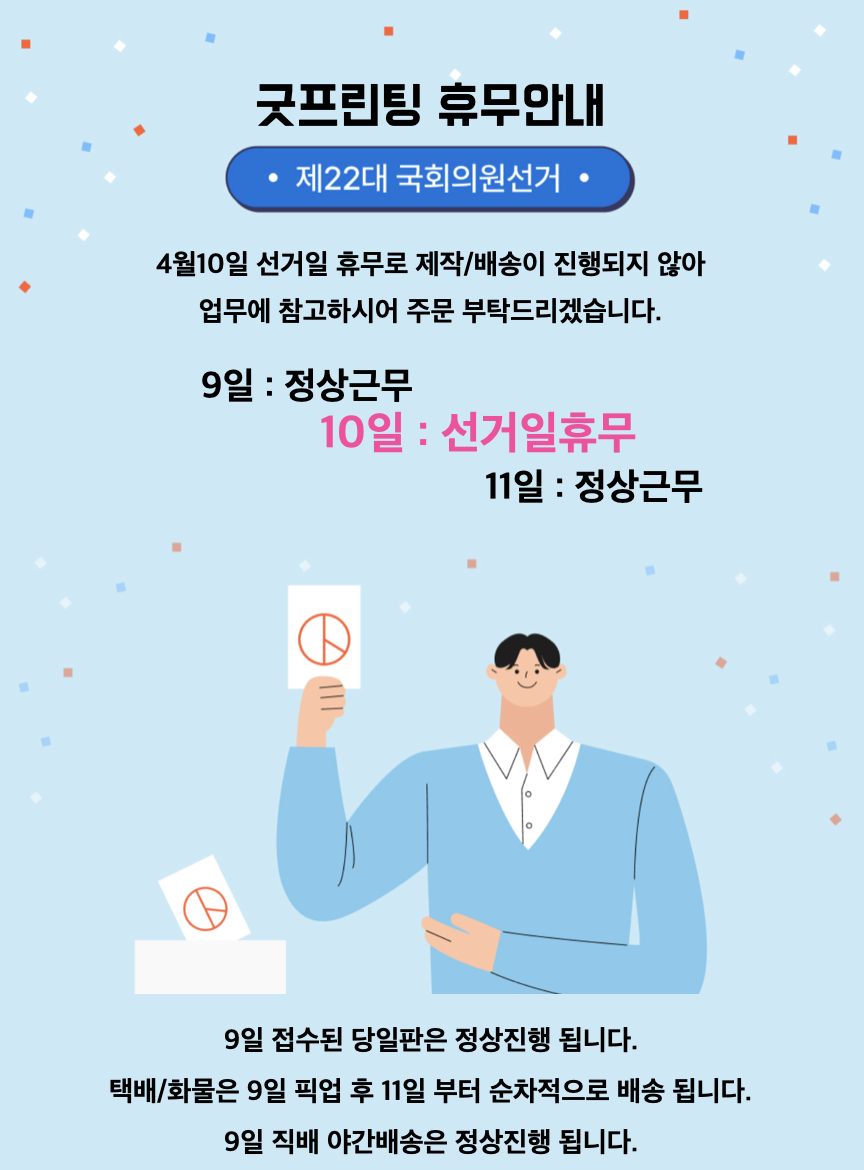 굿프린팅 휴무안내
• 제22대 국회의원선거 •
4월10일 선거일 휴무로 제작/배송이 진행되지 않아
업무에 참고하시어 주문 부탁드리겠습니다.
9일 : 정상근무
10일 : 선거일휴무
11일 : 정상근무
9일 접수된 당일판은 정상진행 됩니다.
택배/화물은 9일 픽업 후 11일 부터 순차적으로 배송 됩니다.
9일 직배 야간배송은 정상진행 됩니다.